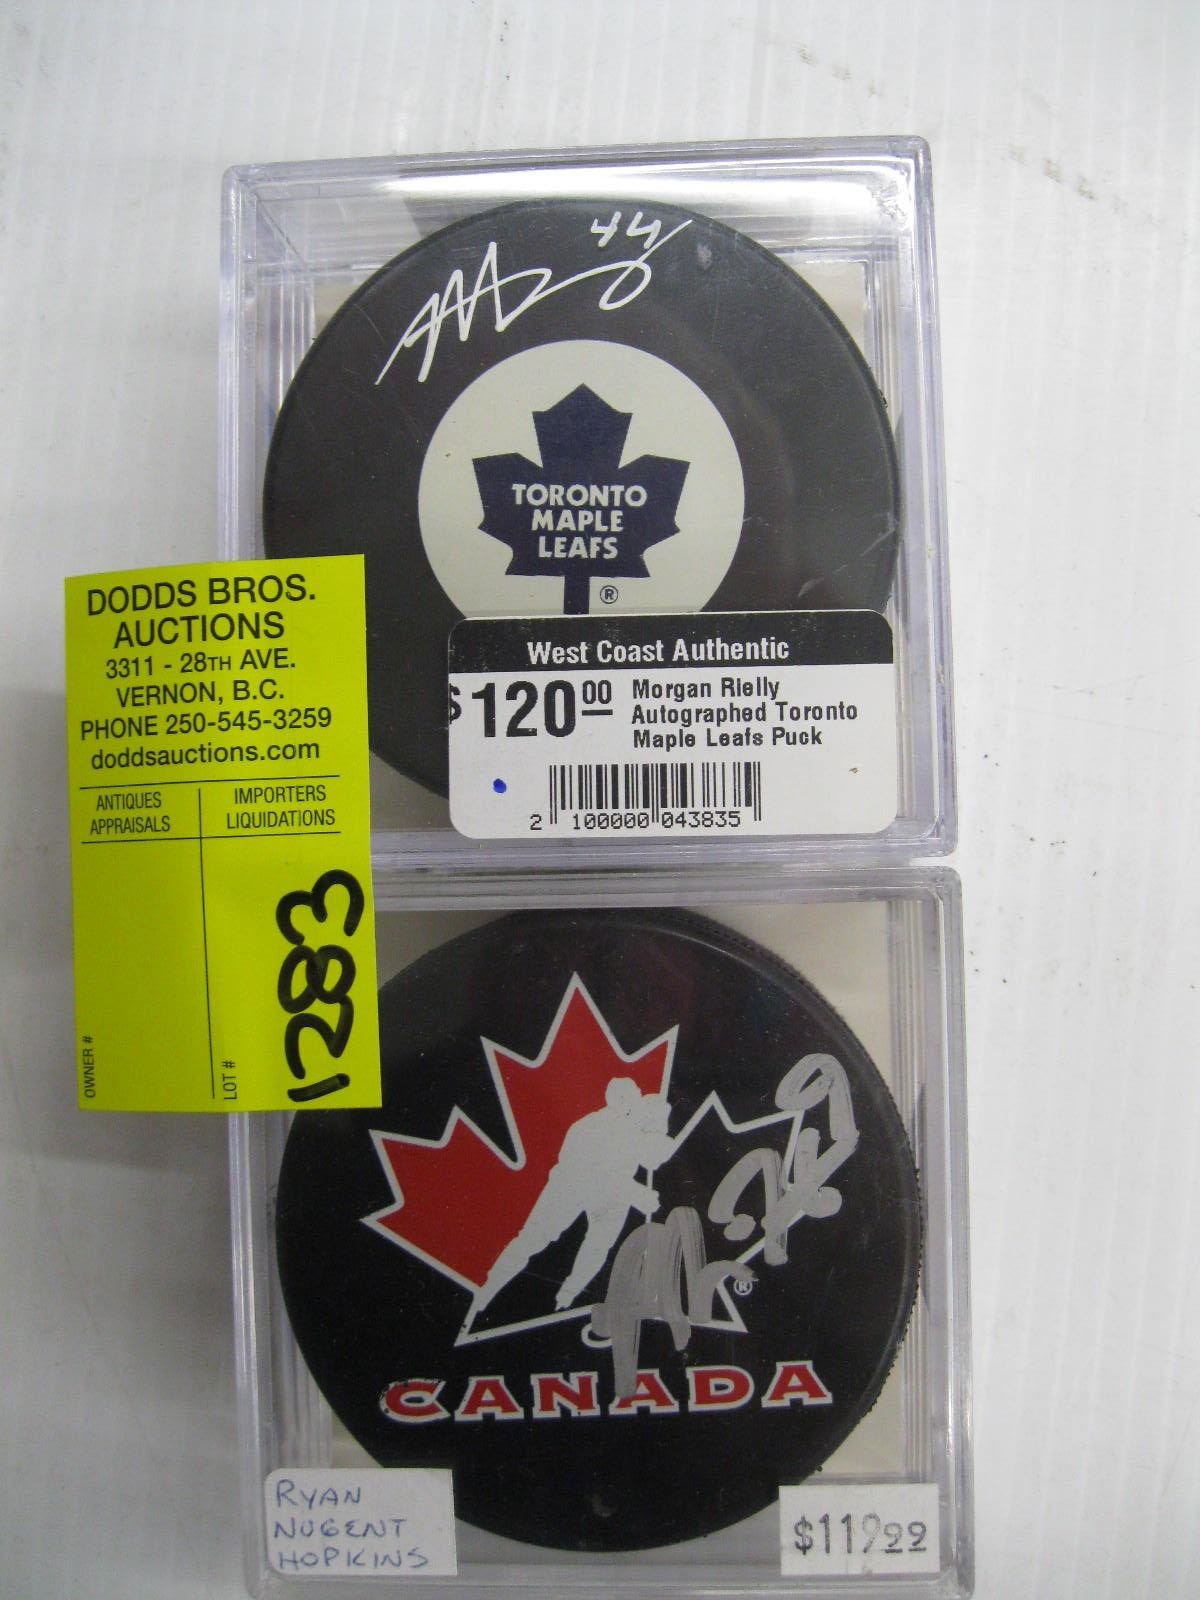 44
TORONTO
MAPLE
LEAFS
®
DODDS BROS.
AUCTIONS
3311 - 28TH AVE.
VERNON, B.C.
PHONE 250-545-3259
doddsauctions.com
ANTIQUES
APPRAISALS
IMPORTERS
LIQUIDATIONS
OWNER #
LOT #
1283
West Coast Authentic
$120.00
Morgan Rielly
Autographed Toronto
Maple Leafs Puck
2 100000 043835
®
CANADA
RYAN
NUGENT
HOPKINS
$119.99